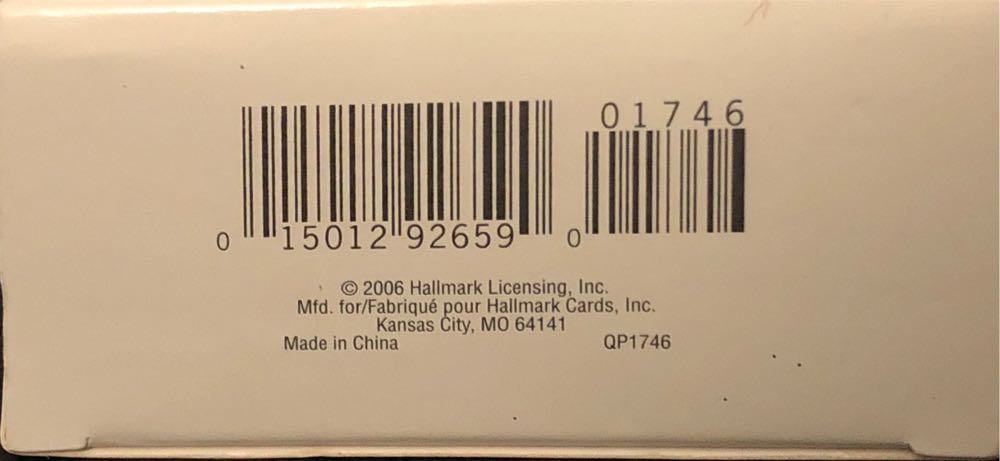 01746
0 15012 92659 0
© 2006 Hallmark Licensing, Inc.
Mfd. for/Fabriqué pour Hallmark Cards, Inc.
Kansas City, MO 64141
Made in China QP1746